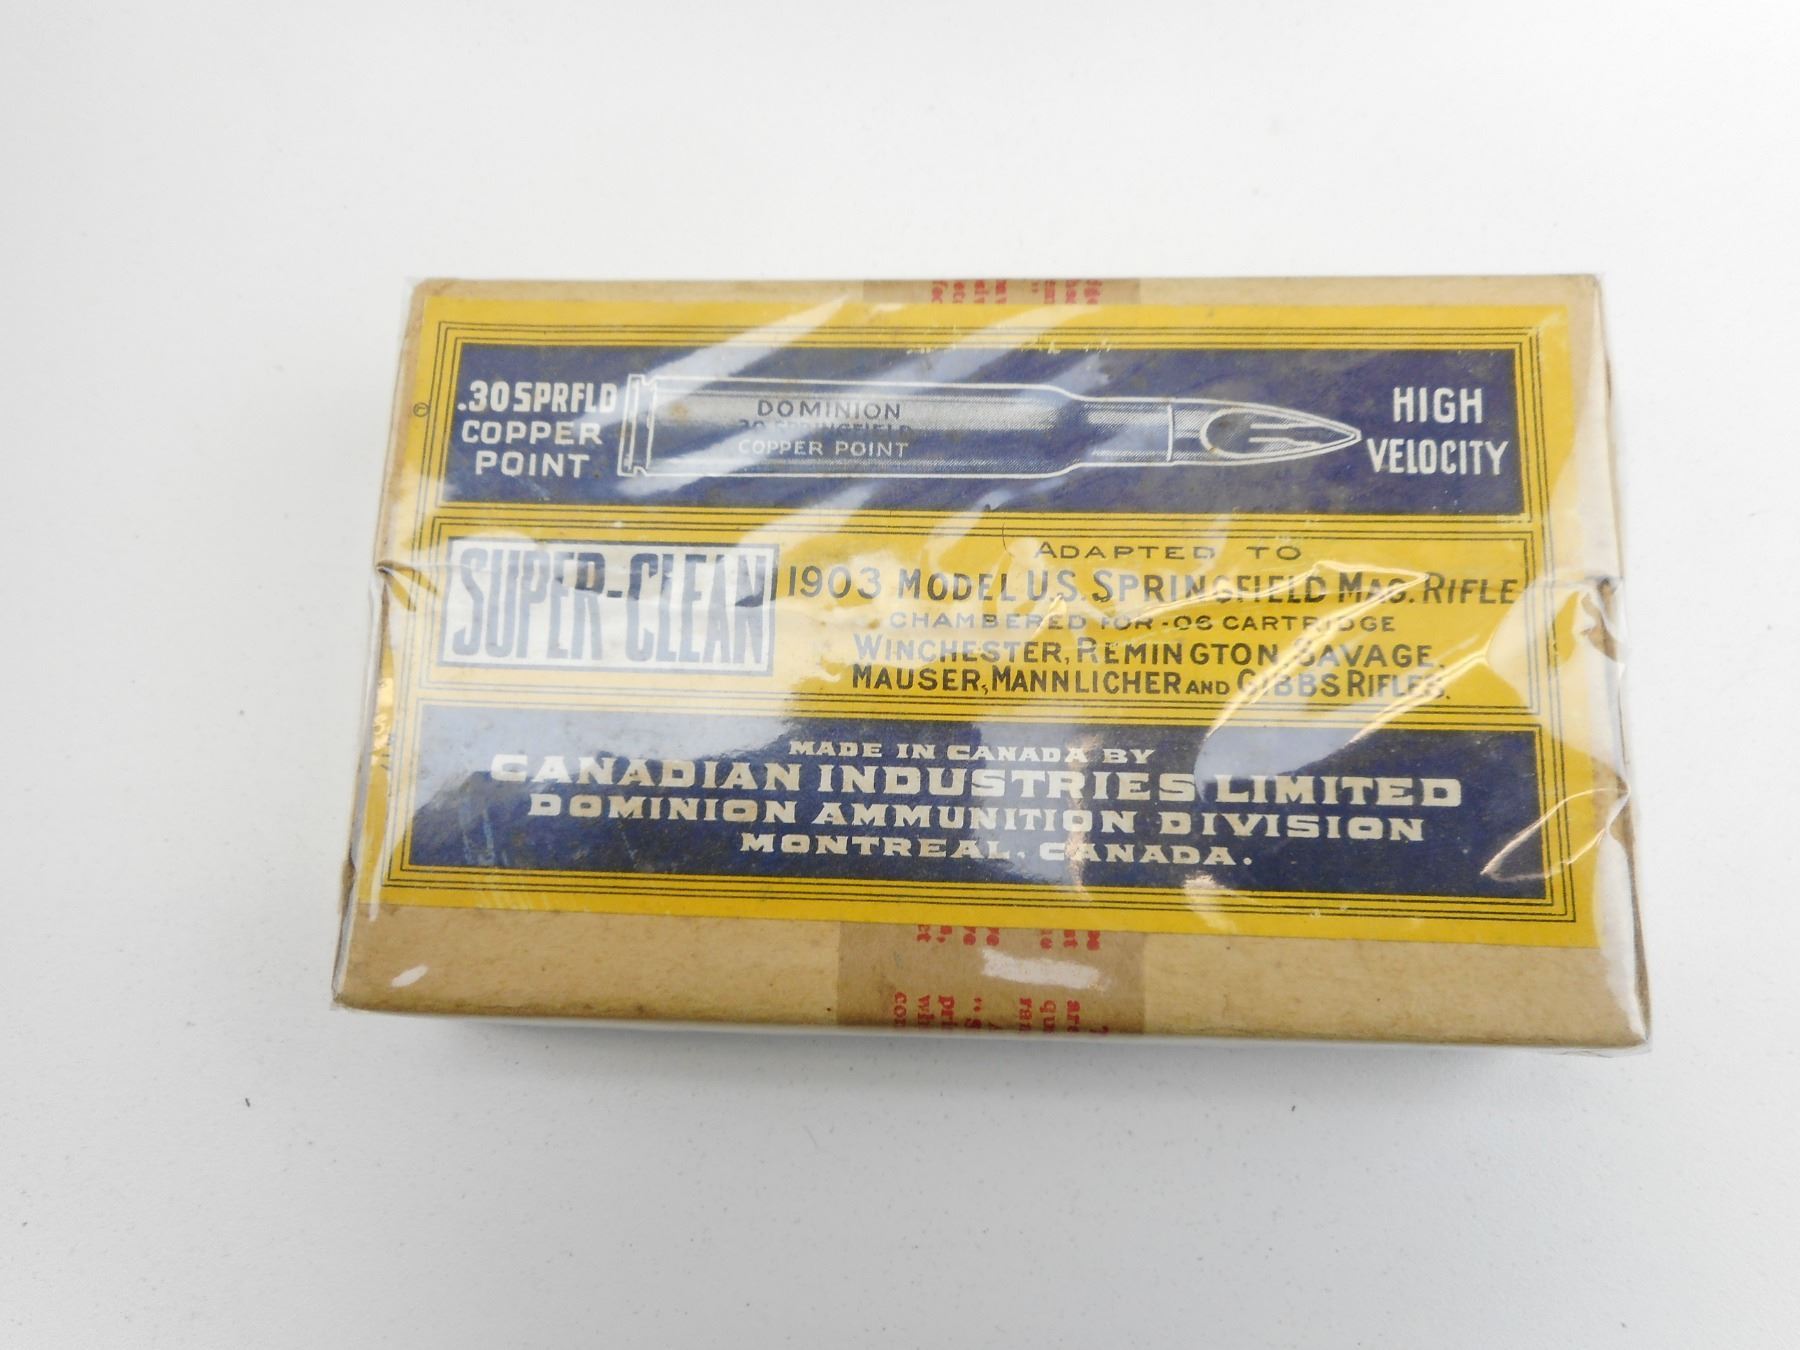 .30 SPRFLD
COPPER
POINT
DOMINION
.30 SPRINGFIELD
COPPER POINT
HIGH
VELOCITY
©
SUPER-CLEAN
ADAPTED TO
1903 MODEL U.S. SPRINGFIELD MAG. RIFLE
CHAMBERED FOR -06 CARTRIDGE
WINCHESTER, REMINGTON, SAVAGE,
MAUSER, MANNLICHER AND GIBBS RIFLES.
MADE IN CANADA BY
CANADIAN INDUSTRIES LIMITED
DOMINION AMMUNITION DIVISION
MONTREAL, CANADA.